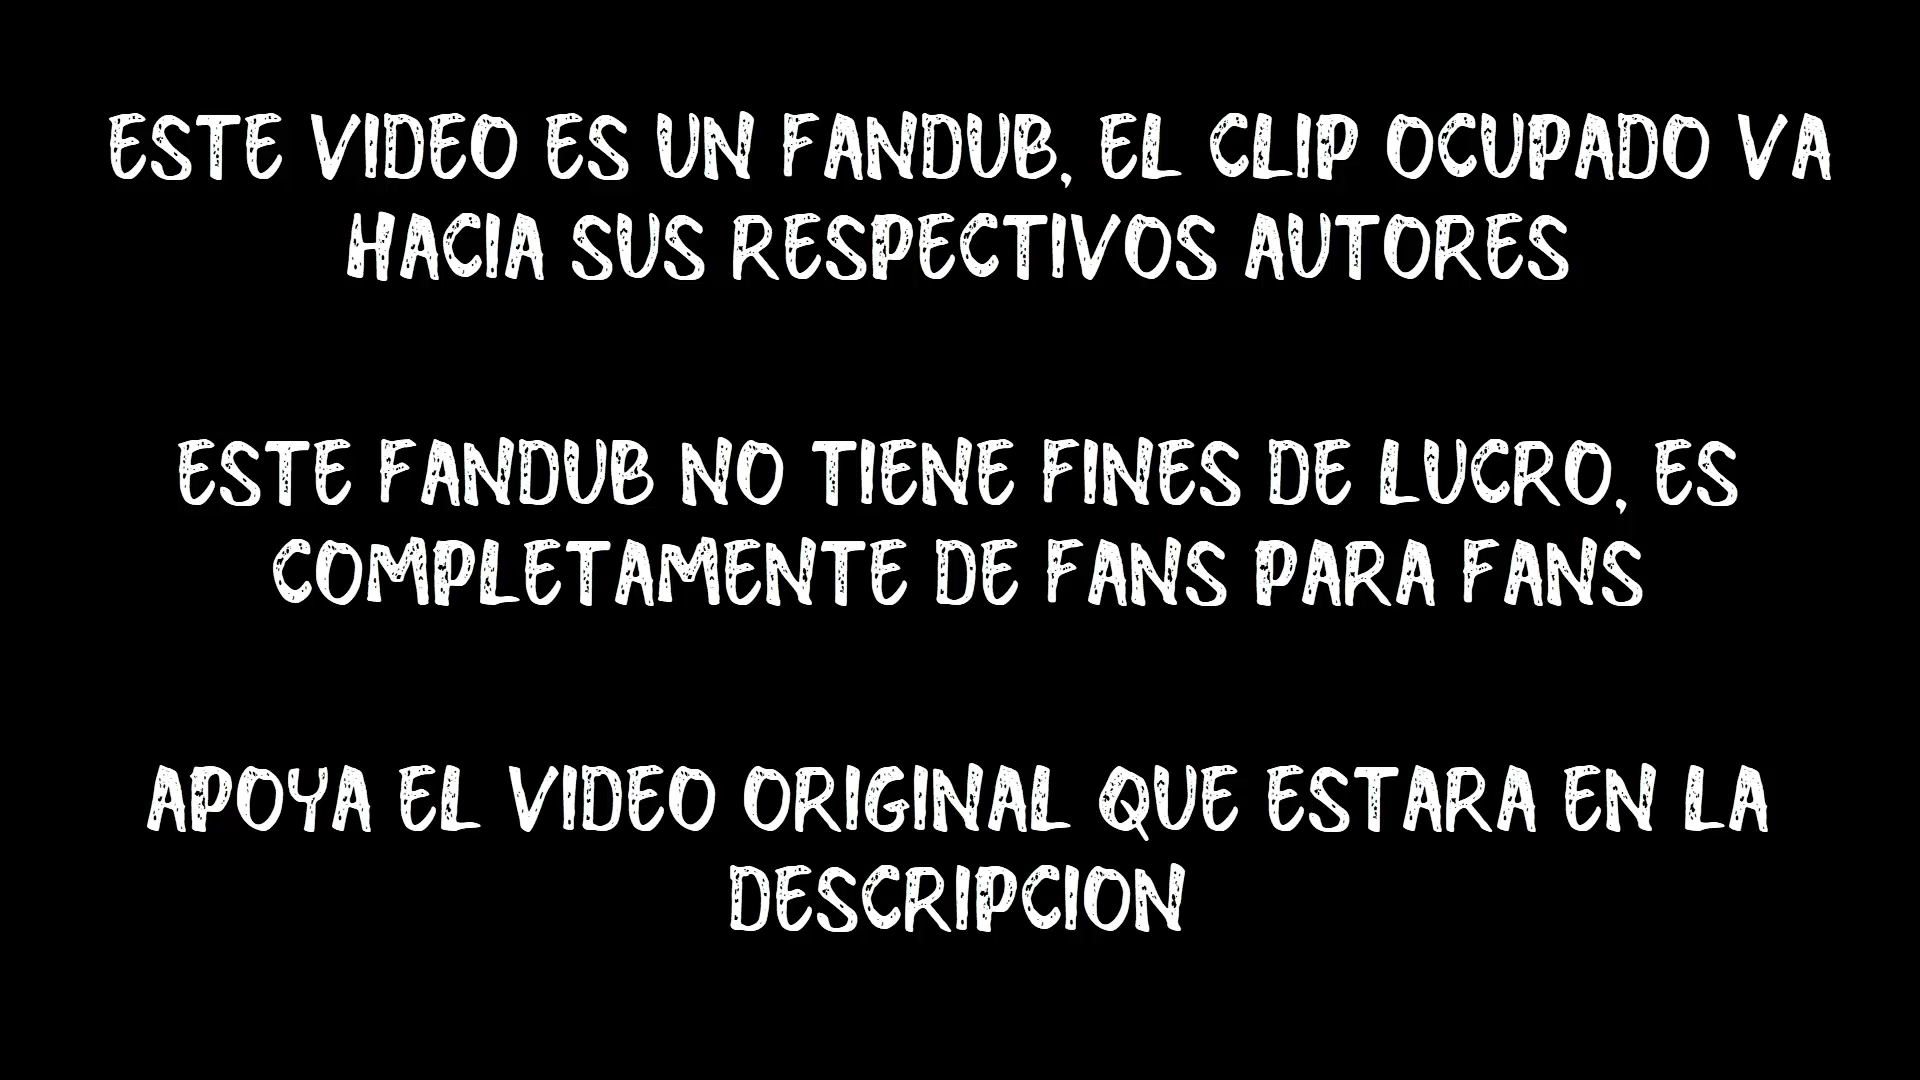 ESTE VIDEO ES UN FANDUB, EL CLIP OCUPADO VA
HACIA SUS RESPECTIVOS AUTORES
ESTE FANDUB NO TIENE FINES DE LUCRO, ES
COMPLETAMENTE DE FANS PARA FANS
APOYA EL VIDEO ORIGINAL QUE ESTARA EN LA
DESCRIPCION